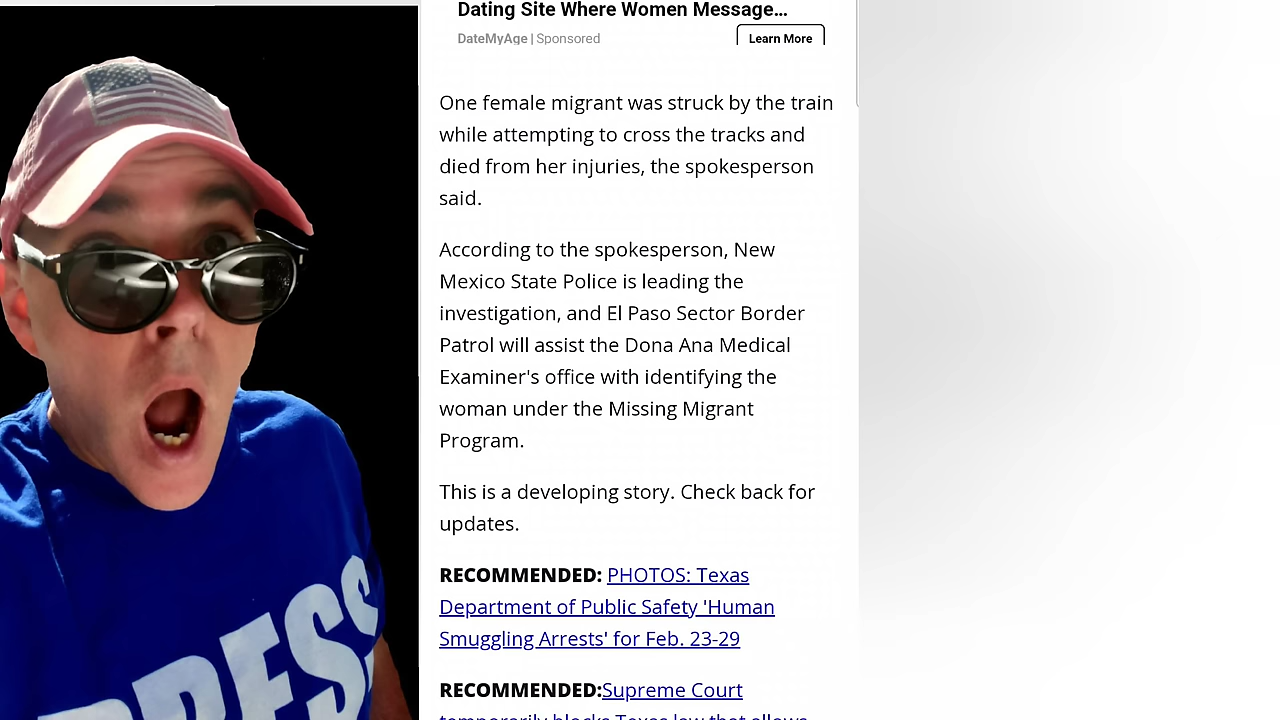 Dating Site Where Women Message...
DateMyAge | Sponsored
Learn More
One female migrant was struck by the train
while attempting to cross the tracks and
died from her injuries, the spokesperson
said.
According to the spokesperson, New
Mexico State Police is leading the
investigation, and El Paso Sector Border
Patrol will assist the Dona Ana Medical
Examiner's office with identifying the
woman under the Missing Migrant
Program.
This is a developing story. Check back for
updates.
RECOMMENDED: PHOTOS: Texas
Department of Public Safety 'Human
Smuggling Arrests' for Feb. 23-29
RECOMMENDED:Supreme Court
temporarily blocks Texas law that allows
PRESS